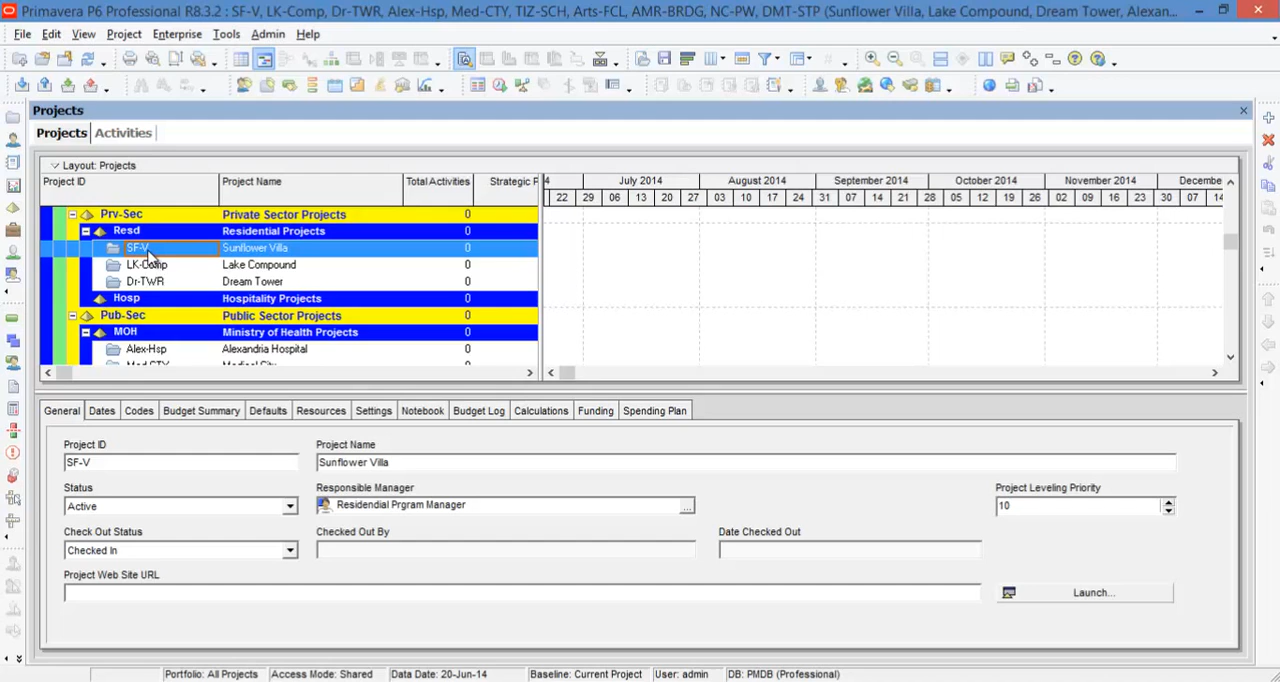 Primavera P6 Professional R8.3.2 : SF-V, LK-Comp, Dr-TWR, Alex-Hsp, Med-CTY, TIZ-SCH, Arts-FCL, AMR-BRDG, NC-PW, DMT-STP (Sunflower Villa, Lake Compound, Dream Tower, Alexan...
File Edit View Project Enterprise Tools Admin Help
Projects
Projects Activities
Layout: Projects
Project ID Project Name Total Activities Strategic P
4 July 2014 August 2014 September 2014 October 2014 November 2014 Decembe
22 29 06 13 20 27 03 10 17 24 31 07 14 21 28 05 12 19 26 02 09 16 23 30 07 14
Prv-Sec Private Sector Projects 0
Resd Residential Projects 0
SF-V Sunflower Villa 0
LK-Comp Lake Compound 0
Dr-TWR Dream Tower 0
Hosp Hospitality Projects 0
Pub-Sec Public Sector Projects 0
MOH Ministry of Health Projects 0
Alex-Hsp Alexandria Hospital 0
Med-CTY Medical City 0
General Dates Codes Budget Summary Defaults Resources Settings Notebook Budget Log Calculations Funding Spending Plan
Project ID Project Name
SF-V Sunflower Villa
Status Responsible Manager Project Leveling Priority
Active Residendial Prgram Manager ... 10
Check Out Status Checked Out By Date Checked Out
Checked In
Project Web Site URL
Launch...
Portfolio: All Projects Access Mode: Shared Data Date: 20-Jun-14 Baseline: Current Project User: admin DB: PMDB (Professional)